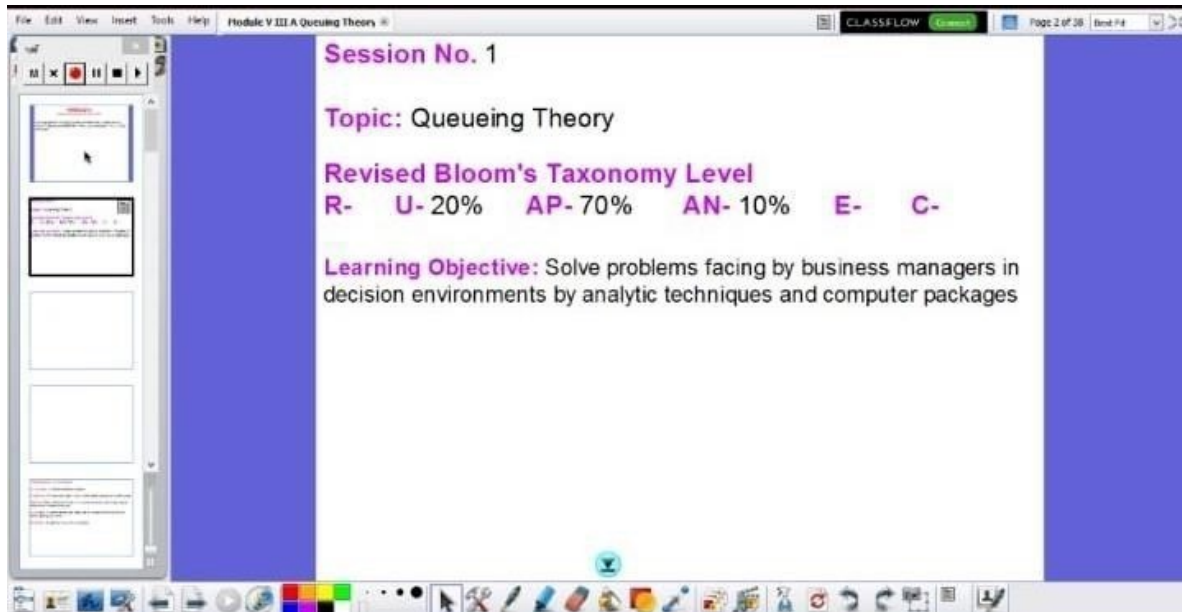 File Edit View Insert Tools Help Module V III A Queuing Theory
CLASSFLOW Connect Page 2 of 38 Best Fit
Session No. 1
Topic: Queueing Theory
Revised Bloom's Taxonomy Level
R- U- 20% AP- 70% AN- 10% E- C-
Learning Objective: Solve problems facing by business managers in
decision environments by analytic techniques and computer packages